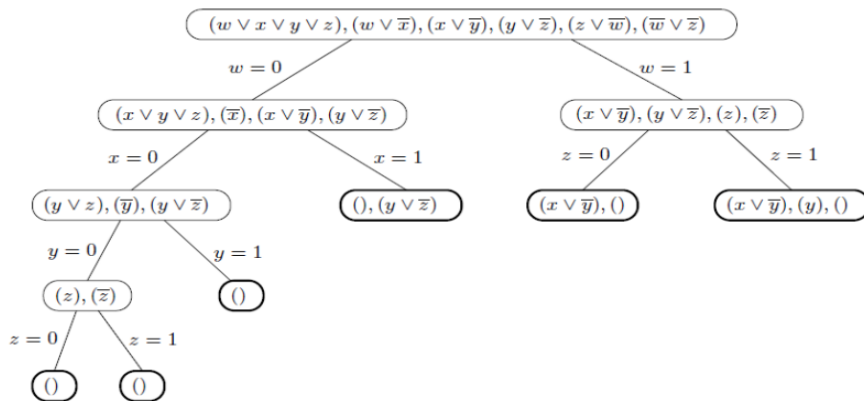 (w ∨ x ∨ y ∨ z), (w ∨ x̅), (x ∨ y̅), (y ∨ z̅), (z ∨ w̅), (w̅ ∨ z̅)
w = 0 w = 1
(x ∨ y ∨ z), (x̅), (x ∨ y̅), (y ∨ z̅) (x ∨ y̅), (y ∨ z̅), (z), (z̅)
x = 0 x = 1 z = 0 z = 1
(y ∨ z), (y̅), (y ∨ z̅) (), (y ∨ z̅) (x ∨ y̅), () (x ∨ y̅), (y), ()
y = 0 y = 1
(z), (z̅) ()
z = 0 z = 1
() ()